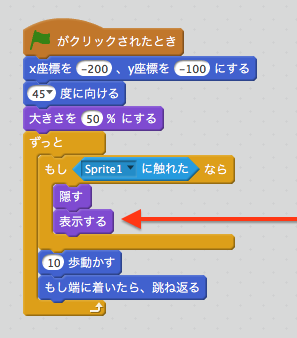 がクリックされたとき
x座標を -200 、y座標を -100 にする
45 度に向ける
大きさを 50 % にする
ずっと
もし Sprite1 に触れた なら
隠す
表示する
10 歩動かす
もし端に着いたら、跳ね返る